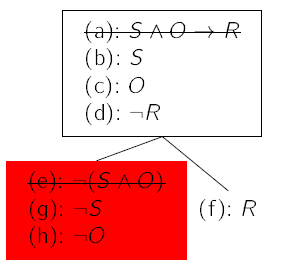 (a): S ∧ O → R
(b): S
(c): O
(d): ¬R
(e): ¬(S ∧ O)
(g): ¬S
(h): ¬O
(f): R